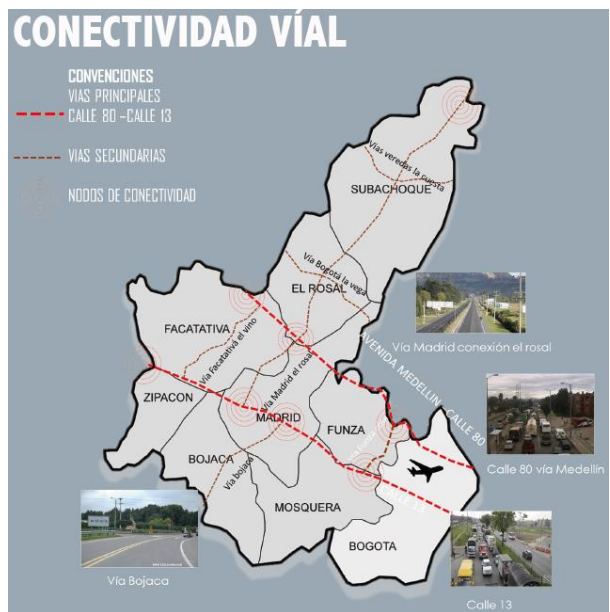 CONECTIVIDAD VÍAL
CONVENCIONES
VIAS PRINCIPALES
CALLE 80 –CALLE 13
VIAS SECUNDARIAS
NODOS DE CONECTIVIDAD
Vias veredas la cuesta
SUBACHOQUE
Vía Bogotá la vega
EL ROSAL
FACATATIVA
Vía Facatativá el vino
Vía Madrid el rosal
AVENIDA MEDELLIN - CALLE 80
Vía Madrid conexión el rosal
ZIPACON
MADRID
FUNZA
BOJACA
Vía bojaca
MOSQUERA
CALLE 13
BOGOTA
Calle 80 vía Medellín
Vía Bojaca
Calle 13